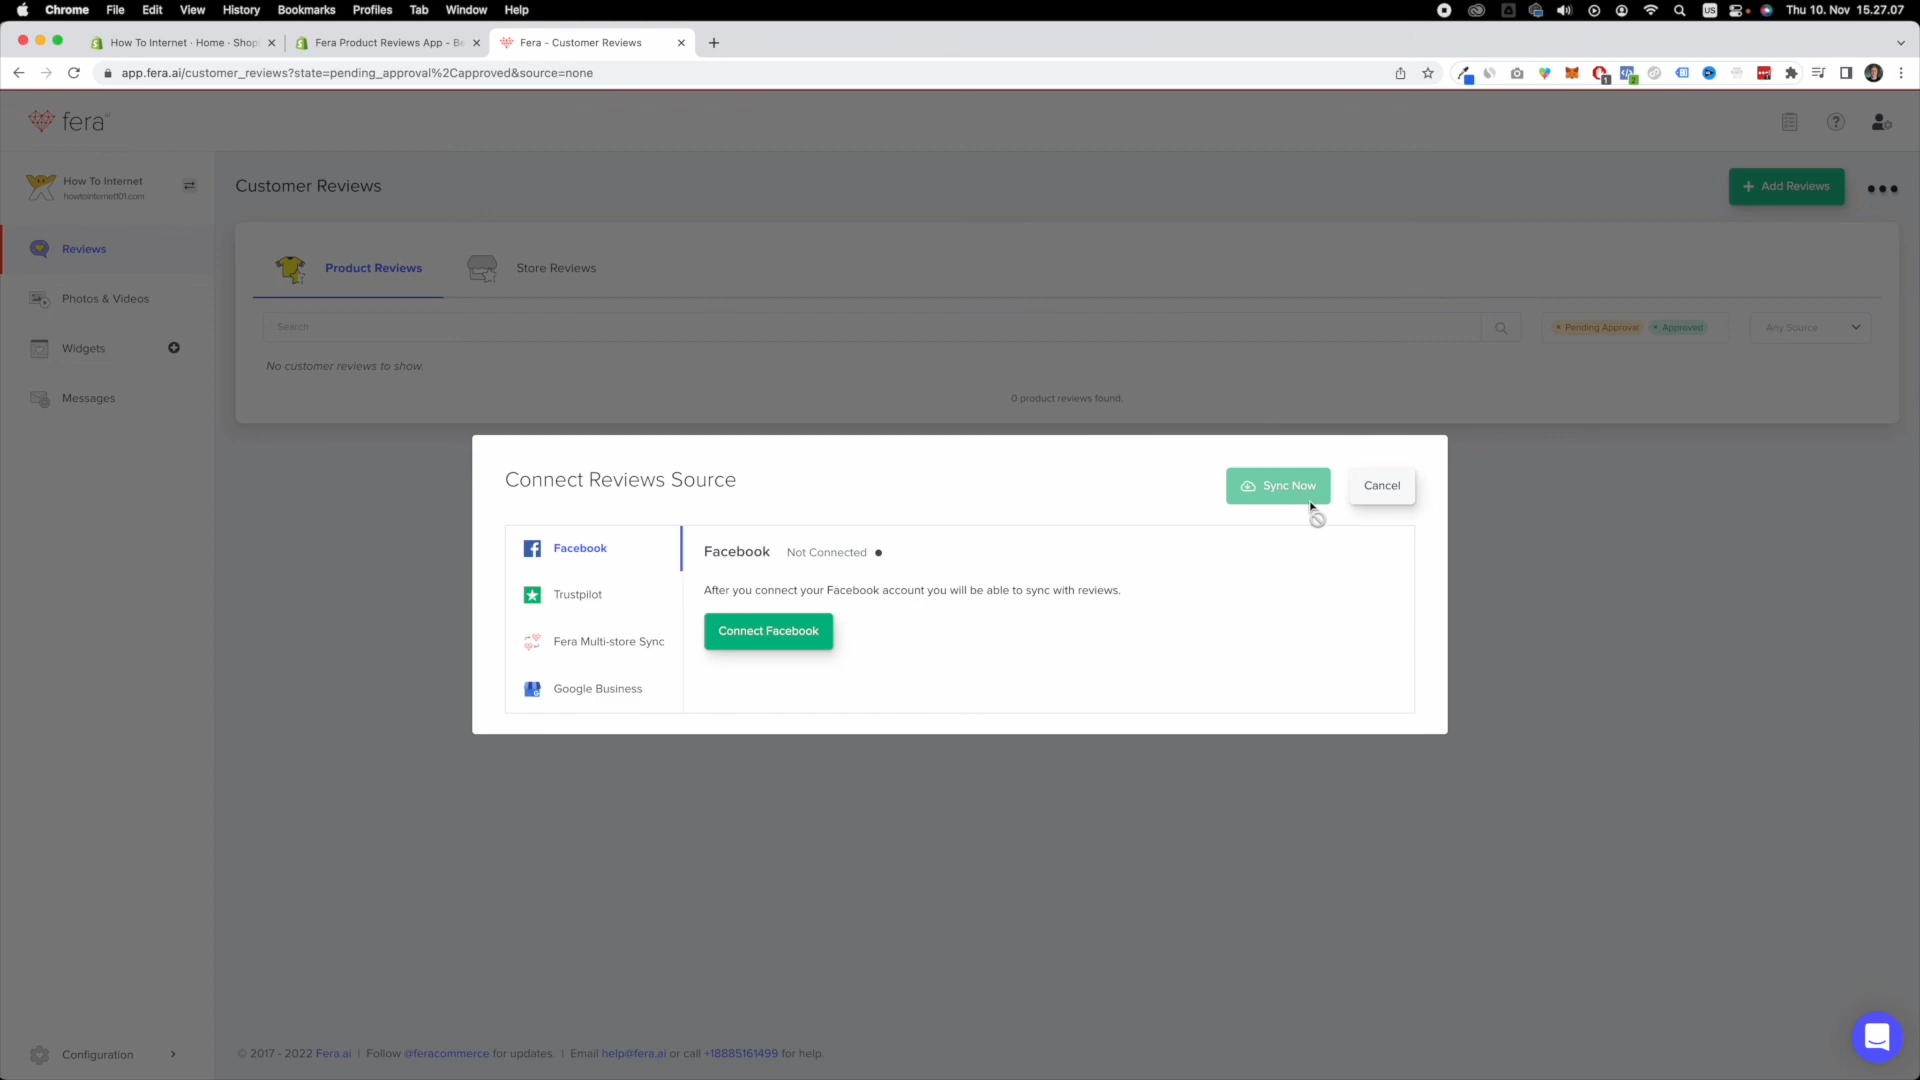 Chrome File Edit View History Bookmarks Profiles Tab Window Help
US
Thu 10. Nov 15.27.07
How To Internet · Home · Shop
Fera Product Reviews App - Be
Fera - Customer Reviews
app.fera.ai/customer_reviews?state=pending_approval%2Capproved&source=none
fera
How To Internet
howtointernet101.com
Customer Reviews
+ Add Reviews
Reviews
Photos & Videos
Widgets
Messages
Product Reviews
Store Reviews
Search
× Pending Approval
× Approved
Any Source
No customer reviews to show.
0 product reviews found.
Connect Reviews Source
Sync Now
Cancel
Facebook
Trustpilot
Fera Multi-store Sync
Google Business
Facebook Not Connected
After you connect your Facebook account you will be able to sync with reviews.
Connect Facebook
Configuration
© 2017 - 2022 Fera.ai | Follow @feracommerce for updates. | Email help@fera.ai or call +18885161499 for help.